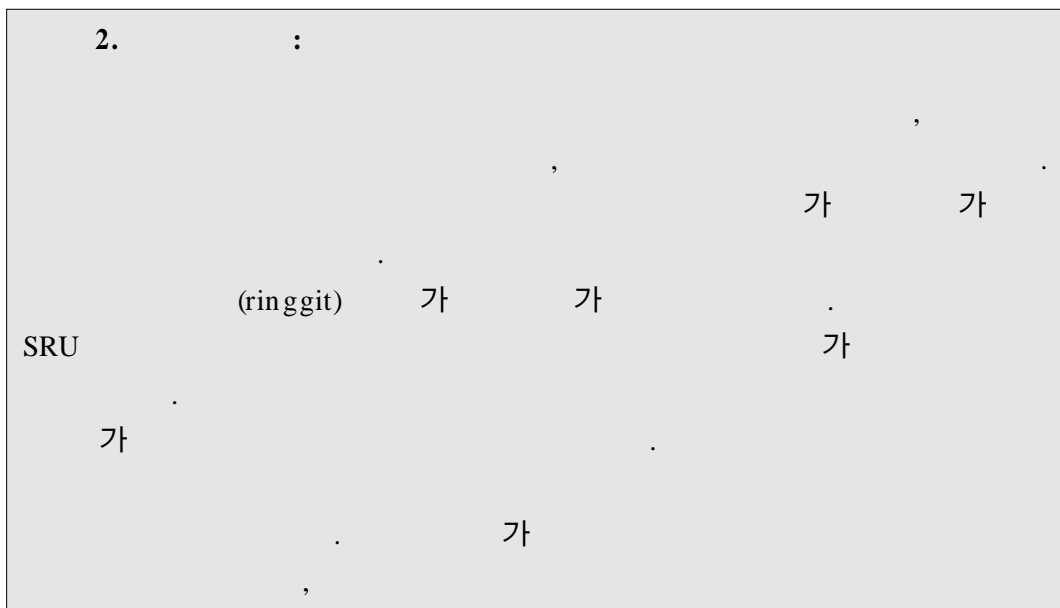 2. :
,
, .
가 가
.
(ringgit) 가 가 .
SRU 가
.
가 .
. 가
,